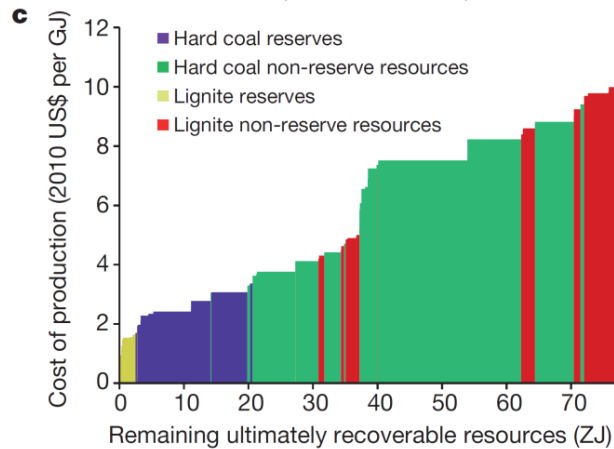 c
12
10
8
6
4
2
0
Cost of production (2010 US$ per GJ)
Hard coal reserves
Hard coal non-reserve resources
Lignite reserves
Lignite non-reserve resources
0 10 20 30 40 50 60 70
Remaining ultimately recoverable resources (ZJ)